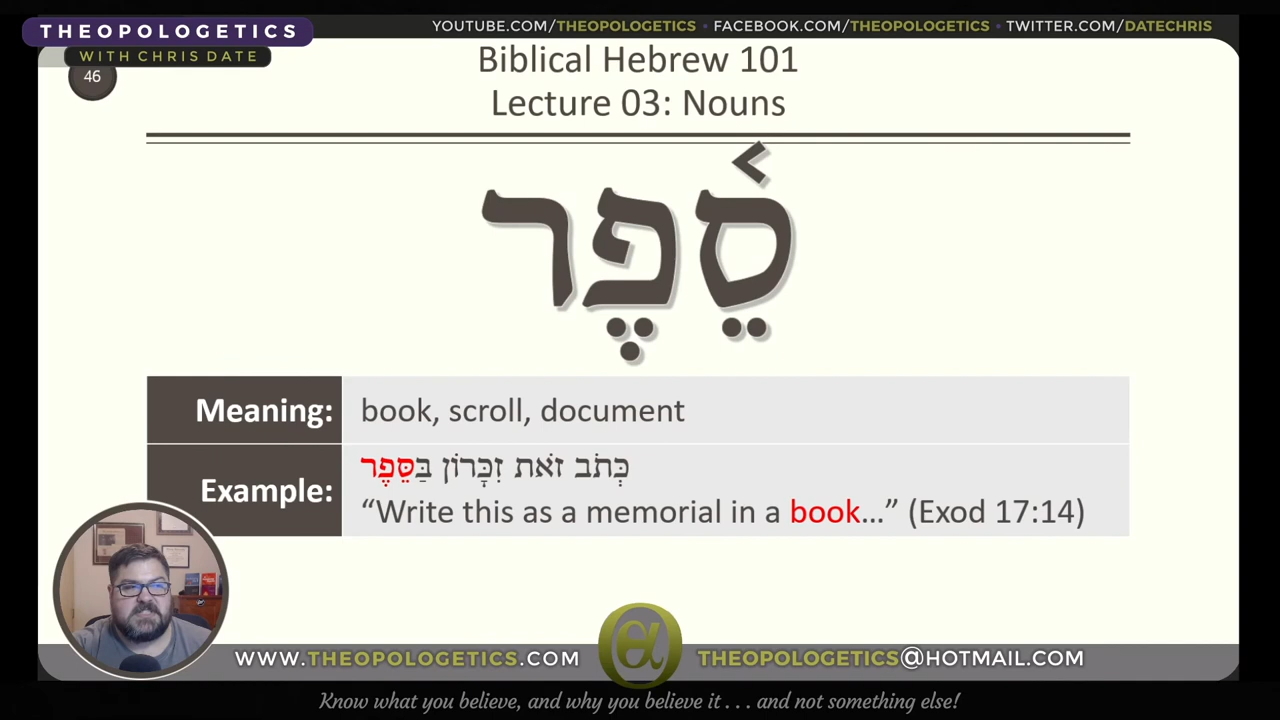 THEOPOLOGETICS
WITH CHRIS DATE
YOUTUBE.COM/THEOPOLOGETICS • FACEBOOK.COM/THEOPOLOGETICS • TWITTER.COM/DATECHRIS
46
Biblical Hebrew 101
Lecture 03: Nouns
סֵ֫פֶר
Meaning: book, scroll, document
Example: כְּתֹב זֹאת זִכָּרוֹן בַּסֵּפֶר
“Write this as a memorial in a book…” (Exod 17:14)
WWW.THEOPOLOGETICS.COM
THEOPOLOGETICS@HOTMAIL.COM
Know what you believe, and why you believe it . . . and not something else!